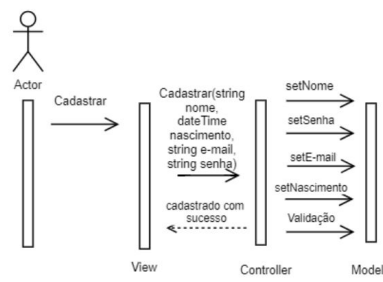 Actor
Cadastrar
Cadastrar(string
nome,
dateTime
nascimento,
string e-mail,
string senha)
cadastrado com
sucesso
setNome
setSenha
setE-mail
setNascimento
Validação
View
Controller
Model